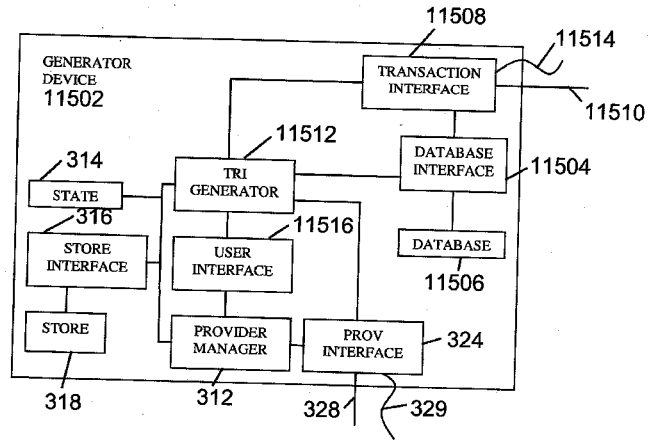 11508
11514
GENERATOR
DEVICE
11502
TRANSACTION
INTERFACE
11510
11512
314
TRI
GENERATOR
DATABASE
INTERFACE
11504
STATE
316
11516
STORE
INTERFACE
USER
INTERFACE
DATABASE
11506
STORE
PROVIDER
MANAGER
PROV
INTERFACE
324
318
312
328
329